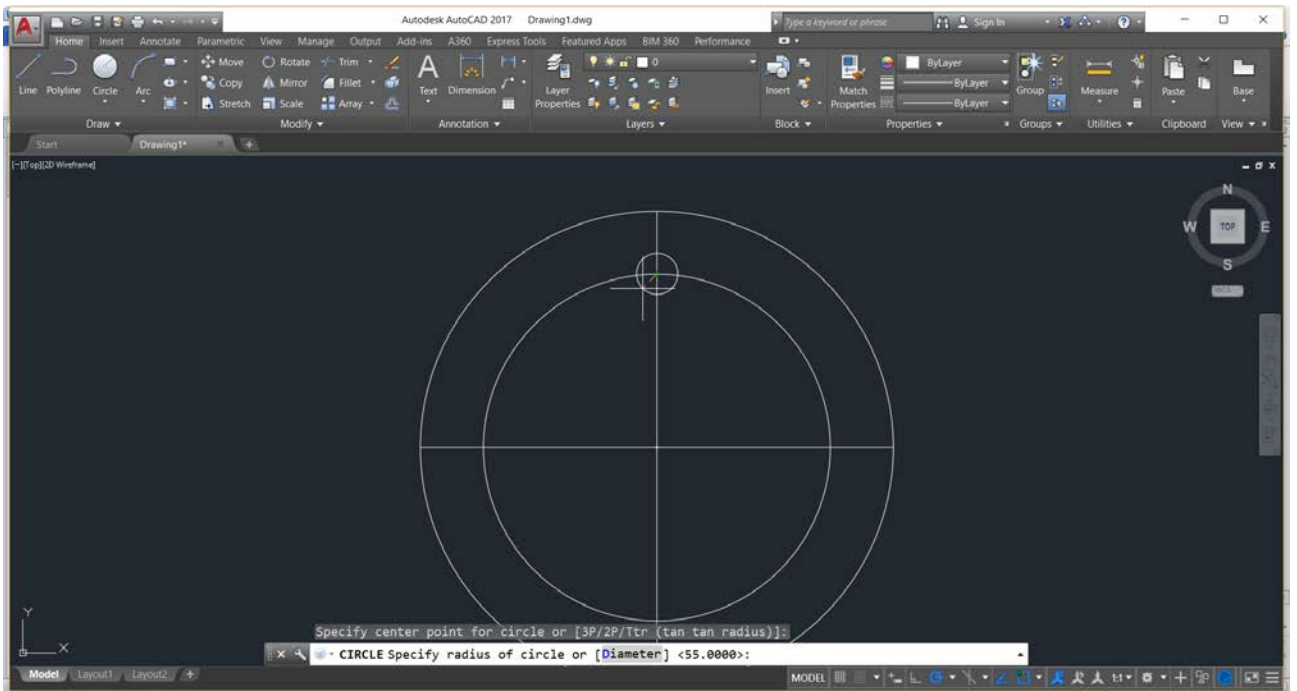 Autodesk AutoCAD 2017 Drawing1.dwg
Type a keyword or phrase
Sign In
Home Insert Annotate Parametric View Manage Output Add-ins A360 Express Tools Featured Apps BIM 360 Performance
Move Rotate Trim
Copy Mirror Fillet
Stretch Scale Array
Line Polyline Circle Arc
Text Dimension
Layer Properties
0
Insert
Match Properties
ByLayer
ByLayer
ByLayer
Group
Measure
Paste
Base
Draw Modify Annotation Layers Block Properties Groups Utilities Clipboard View
Start Drawing1*
[-][Top][2D Wireframe]
N
W TOP E
S
WCS
Y
X
Specify center point for circle or [3P/2P/Ttr (tan tan radius)]:
CIRCLE Specify radius of circle or [Diameter] <55.0000>:
Model Layout1 Layout2 +
MODEL
1:1